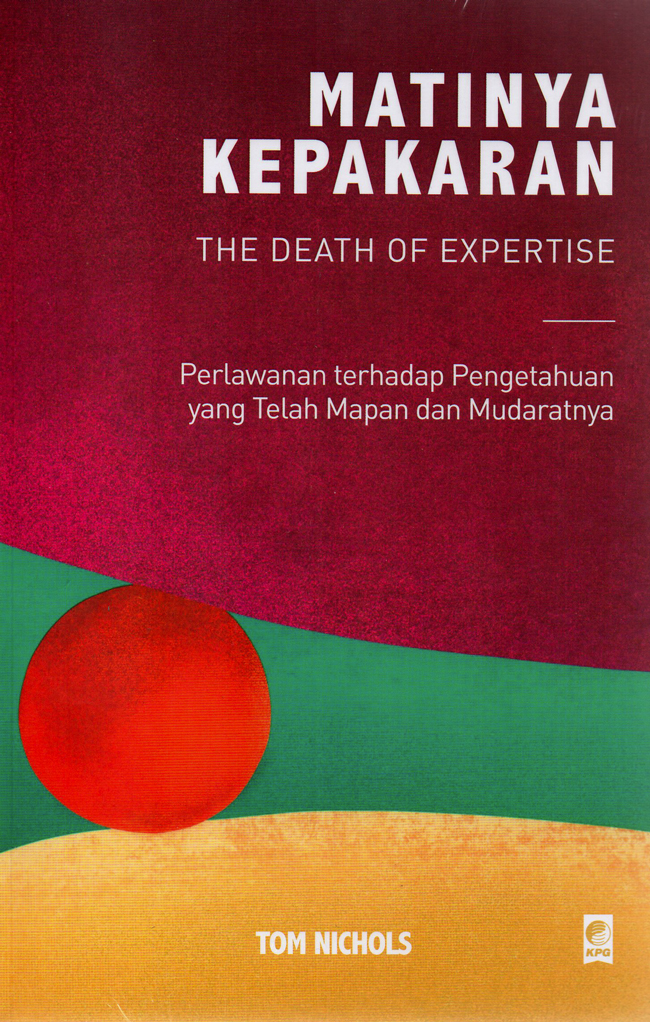 MATINYA
KEPAKARAN
THE DEATH OF EXPERTISE
Perlawanan terhadap Pengetahuan
yang Telah Mapan dan Mudaratnya
TOM NICHOLS
KPG